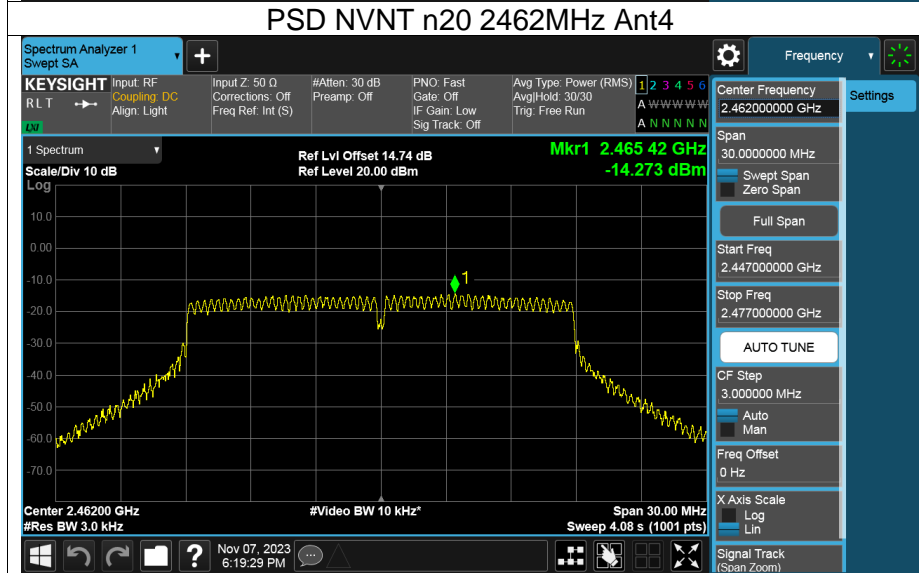 PSD NVNT n20 2462MHz Ant4
Spectrum Analyzer 1
Swept SA
+
Frequency
KEYSIGHT
RLT
LXI
Input: RF
Coupling: DC
Align: Light
Input Z: 50 Ω
Corrections: Off
Freq Ref: Int (S)
#Atten: 30 dB
Preamp: Off
PNO: Fast
Gate: Off
IF Gain: Low
Sig Track: Off
Avg Type: Power (RMS)
Avg|Hold: 30/30
Trig: Free Run
1 2 3 4 5 6
A W W W W W
A N N N N N
1 Spectrum
Scale/Div 10 dB
Ref Lvl Offset 14.74 dB
Ref Level 20.00 dBm
Mkr1 2.465 42 GHz
-14.273 dBm
Log
10.0
0.00
-10.0
-20.0
-30.0
-40.0
-50.0
-60.0
-70.0
1
Center 2.46200 GHz
#Res BW 3.0 kHz
#Video BW 10 kHz*
Span 30.00 MHz
Sweep 4.08 s (1001 pts)
?
Nov 07, 2023
6:19:29 PM
Center Frequency
2.462000000 GHz
Settings
Span
30.0000000 MHz
Swept Span
Zero Span
Full Span
Start Freq
2.447000000 GHz
Stop Freq
2.477000000 GHz
AUTO TUNE
CF Step
3.000000 MHz
Auto
Man
Freq Offset
0 Hz
X Axis Scale
Log
Lin
Signal Track
(Span Zoom)